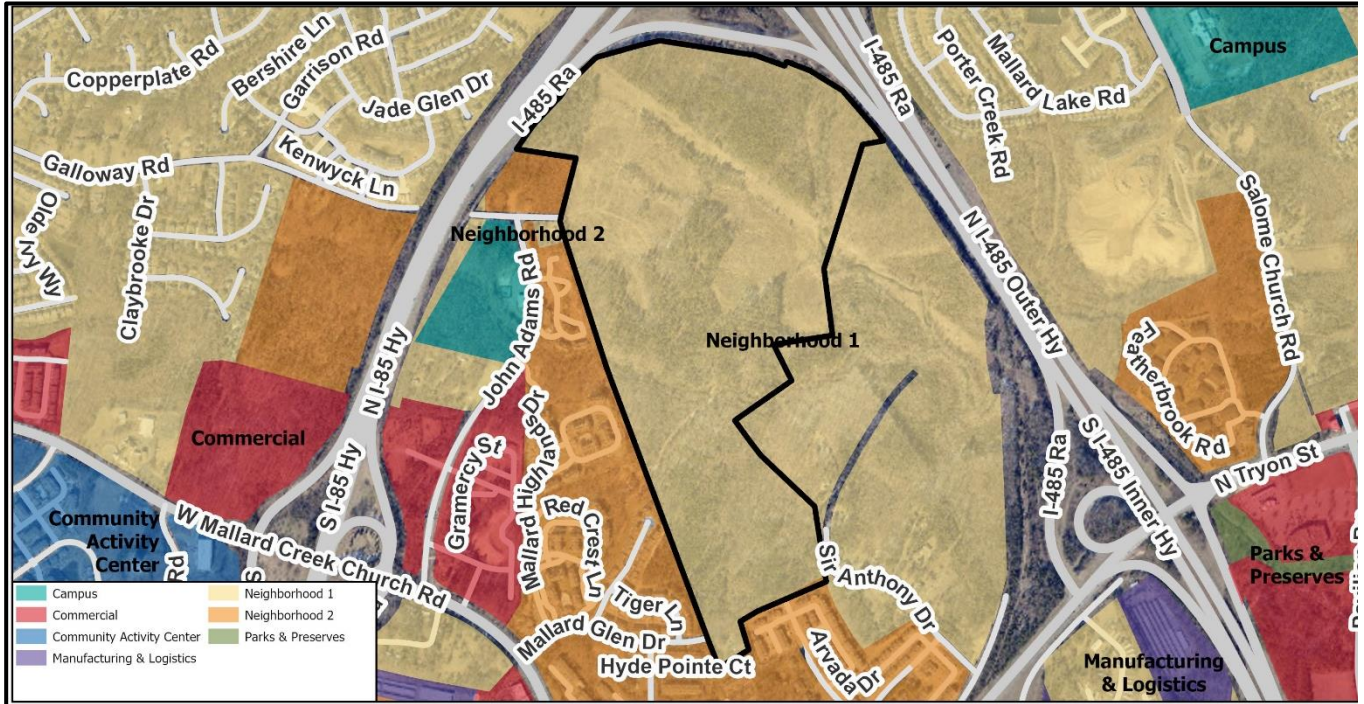 Copperplate Rd
Bershire Ln
Garrison Rd
Jade Glen Dr
Galloway Rd
Kenwyck Ln
Olde Ivy Wy
Claybrooke Dr
I-485 Ra
I-485 Ra
Porter Creek Rd
Mallard Lake Rd
Campus
Salome Church Rd
Neighborhood 2
John Adams Rd
N I-85 Hy
N I-485 Outer Hy
Neighborhood 1
Featherbrook Rd
Commercial
S I-85 Hy
Gramercy St
Mallard Highlands Dr
Red Crest Ln
Tiger Ln
Mallard Glen Dr
Hyde Pointe Ct
Sir Anthony Dr
Arvada Dr
I-485 Ra
S I-485 Inner Hy
N Tryon St
Community
Activity
Center
W Mallard Creek Church Rd
Rd
S
Parks &
Preserves
Manufacturing
& Logistics
Campus
Commercial
Community Activity Center
Manufacturing & Logistics
Neighborhood 1
Neighborhood 2
Parks & Preserves